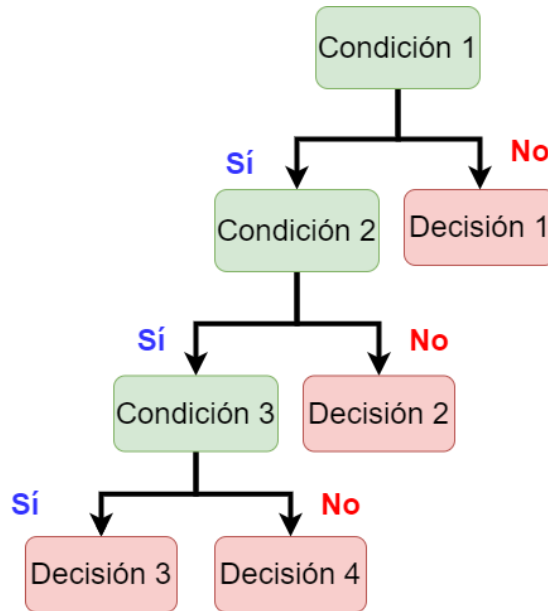 Condición 1
Sí
No
Condición 2
Decisión 1
Sí
No
Condición 3
Decisión 2
Sí
No
Decisión 3
Decisión 4